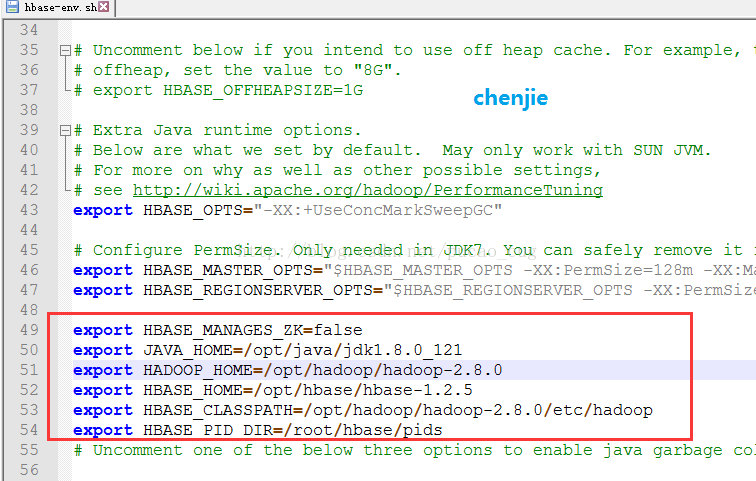 hbase-env.sh
34
35 # Uncomment below if you intend to use off heap cache. For example,
36 # offheap, set the value to "8G".
37 # export HBASE_OFFHEAPSIZE=1G
chenjie
38
39 # Extra Java runtime options.
40 # Below are what we set by default.  May only work with SUN JVM.
41 # For more on why as well as other possible settings,
42 # see http://wiki.apache.org/hadoop/PerformanceTuning
43 export HBASE_OPTS="-XX:+UseConcMarkSweepGC"
44
45 # Configure PermSize. Only needed in JDK7. You can safely remove it
46 export HBASE_MASTER_OPTS="$HBASE_MASTER_OPTS -XX:PermSize=128m -XX:Ma
47 export HBASE_REGIONSERVER_OPTS="$HBASE_REGIONSERVER_OPTS -XX:PermSize
48
49 export HBASE_MANAGES_ZK=false
50 export JAVA_HOME=/opt/java/jdk1.8.0_121
51 export HADOOP_HOME=/opt/hadoop/hadoop-2.8.0
52 export HBASE_HOME=/opt/hbase/hbase-1.2.5
53 export HBASE_CLASSPATH=/opt/hadoop/hadoop-2.8.0/etc/hadoop
54 export HBASE_PID_DIR=/root/hbase/pids
55 # Uncomment one of the below three options to enable java garbage col
56